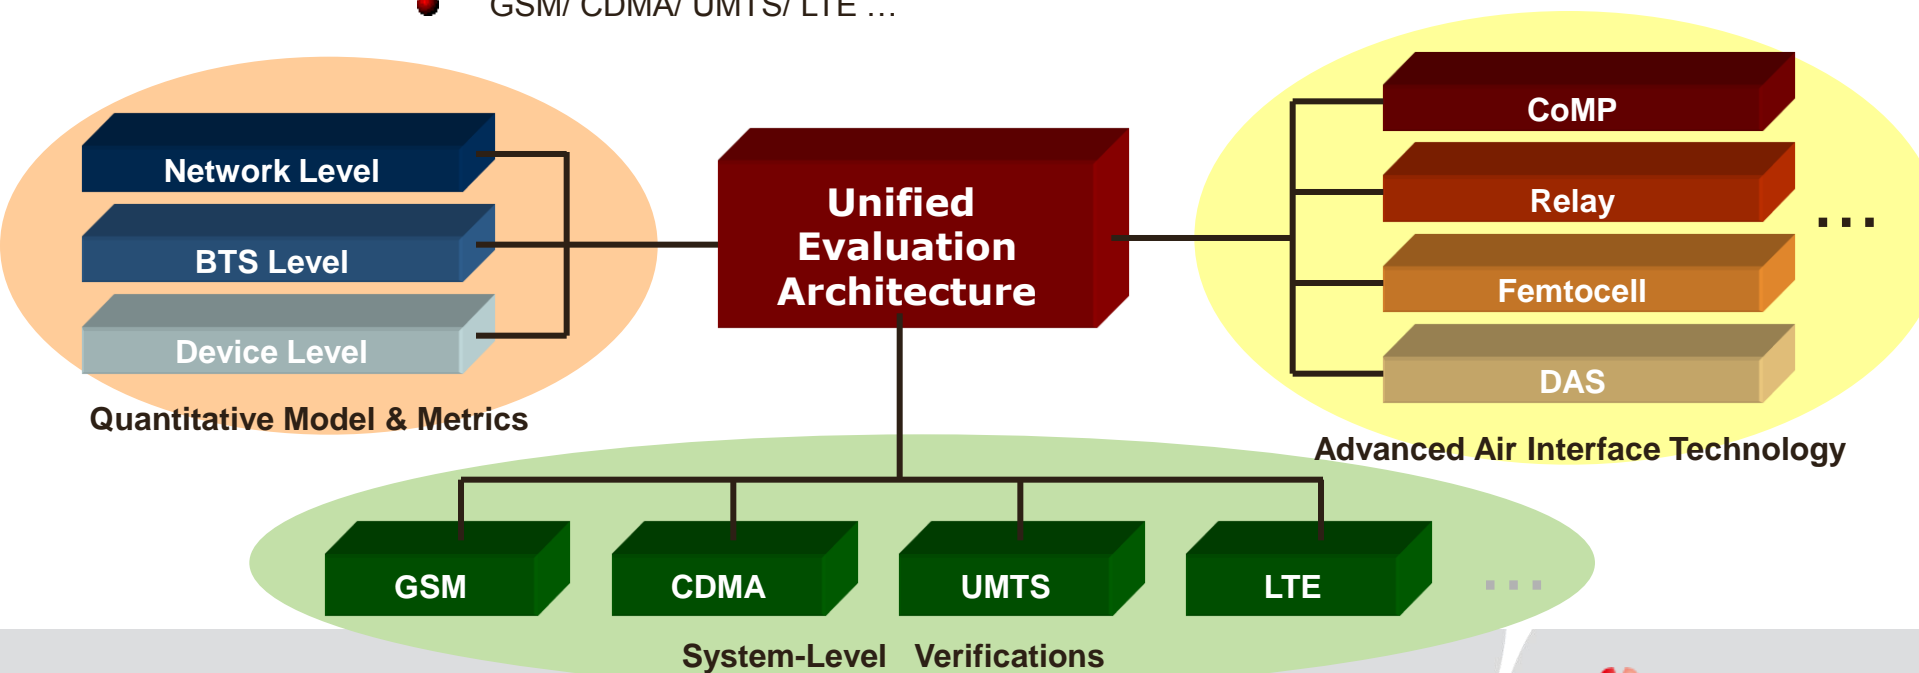 GSM/ CDMA/ UMTS/ LTE …
Network Level
BTS Level
Device Level
Quantitative Model & Metrics
Unified
Evaluation
Architecture
CoMP
Relay
Femtocell
DAS
...
Advanced Air Interface Technology
GSM
CDMA
UMTS
LTE
...
System-Level Verifications